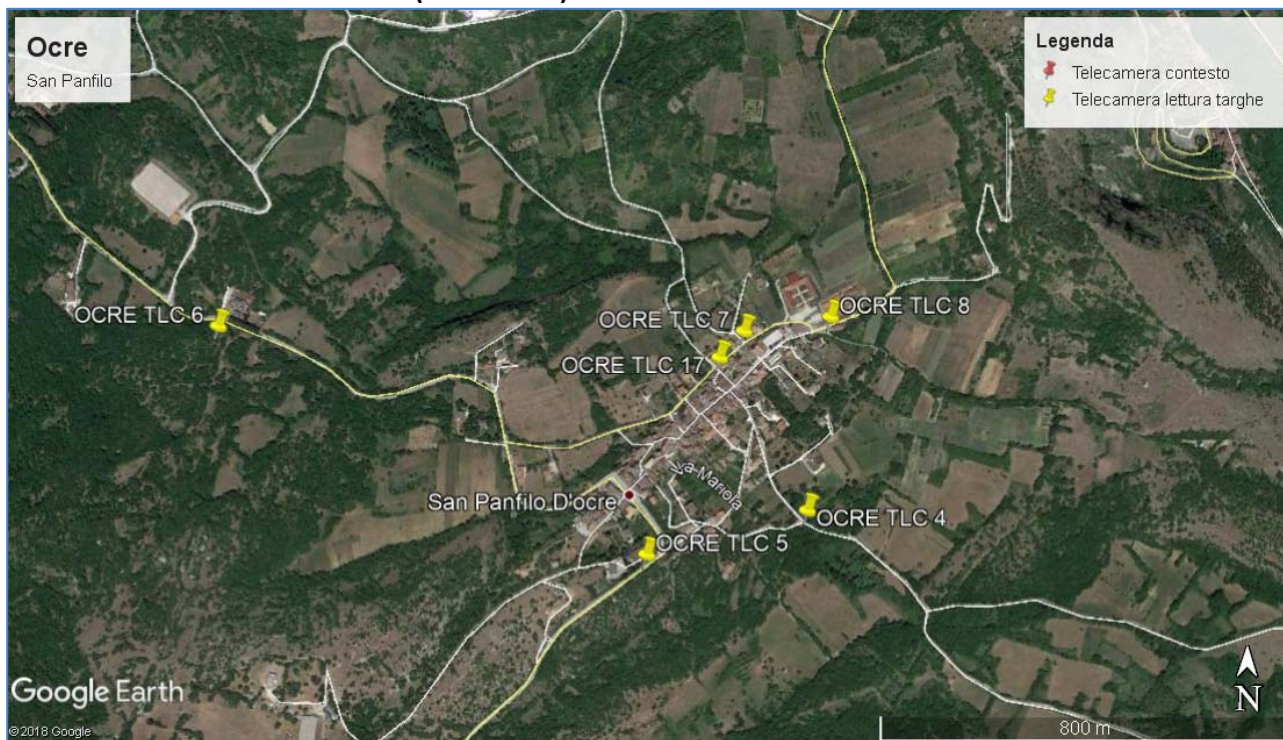 Ocre
San Panfilo
Legenda
Telecamera contesto
Telecamera lettura targhe
OCRE TLC 6
OCRE TLC 7
OCRE TLC 8
OCRE TLC 17
a-Mariola
San Panfilo D'ocre
OCRE TLC 4
OCRE TLC 5
Google Earth
©2018 Google
800 m
N